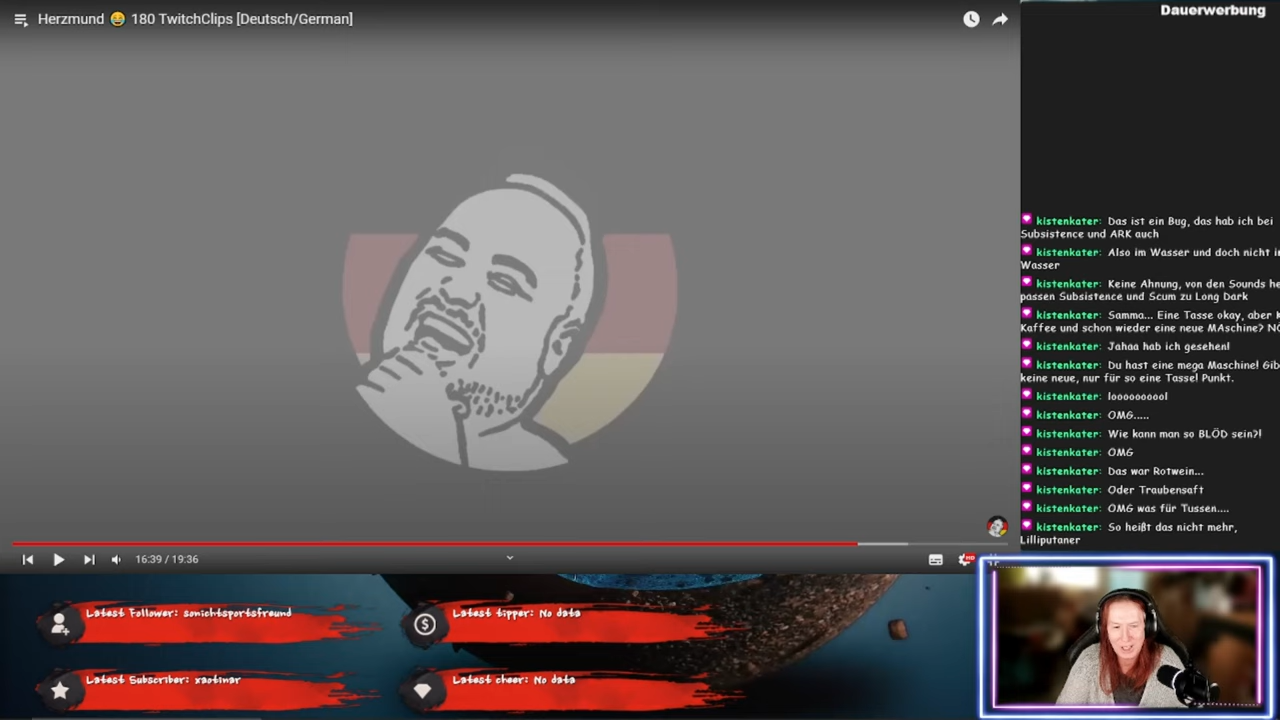 Herzmund 😂 180 TwitchClips [Deutsch/German]
Dauerwerbung
kistenkater: Das ist ein Bug, das hab ich bei
Subsistence und ARK auch
kistenkater: Also im Wasser und doch nicht
Wasser
kistenkater: Keine Ahnung, von den Sounds
passen Subsistence und Scum zu Long Dark
kistenkater: Samma... Eine Tasse okay, aber
Kaffee und schon wieder eine neue MAschine?
kistenkater: Jahaa hab ich gesehen!
kistenkater: Du hast eine mega Maschine!
keine neue, nur für so eine Tasse! Punkt.
kistenkater: looooooool
kistenkater: OMG.....
kistenkater: Wie kann man so BLÖD sein?!
kistenkater: OMG
kistenkater: Das war Rotwein...
kistenkater: Oder Traubensaft
kistenkater: OMG was für Tussen....
kistenkater: So heißt das nicht mehr,
Lilliputaner
16:39 / 19:36
HD
Latest Follower: sonichtsportsfreund
Latest tipper: No data
Latest Subscriber: xaotinar
Latest cheer: No data